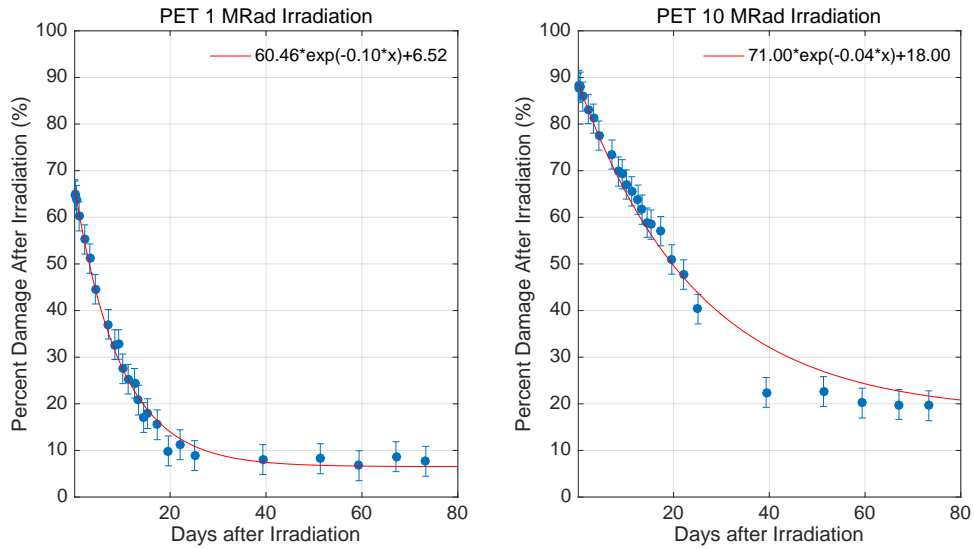 PET 1 MRad Irradiation
100
90
80
70
60
50
40
30
20
10
0
Percent Damage After Irradiation (%)
60.46*exp(-0.10*x)+6.52
0 20 40 60 80
Days after Irradiation
PET 10 MRad Irradiation
100
90
80
70
60
50
40
30
20
10
0
Percent Damage After Irradiation (%)
71.00*exp(-0.04*x)+18.00
0 20 40 60 80
Days after Irradiation